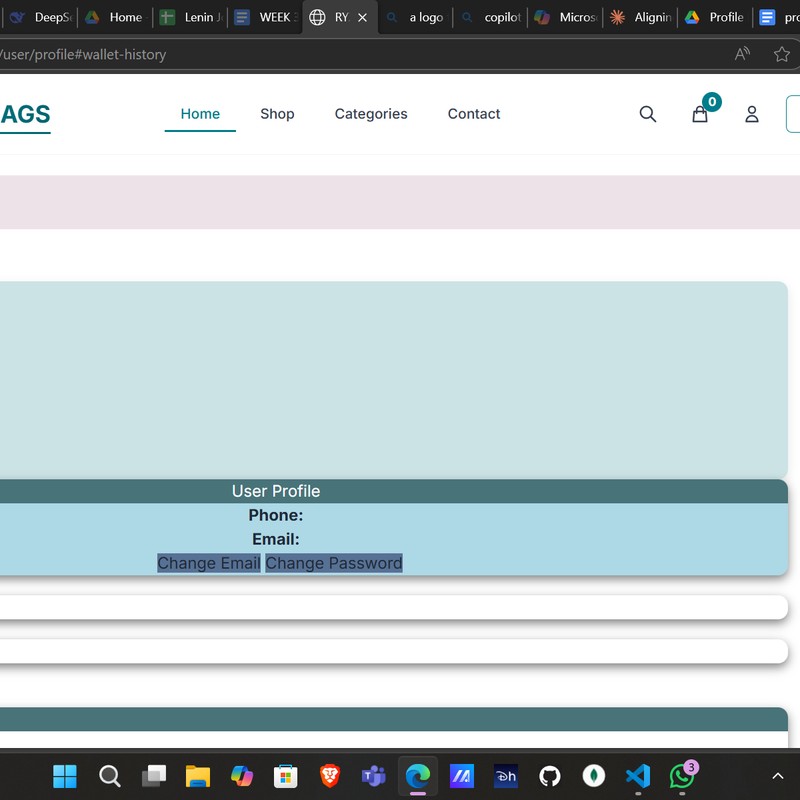 DeepS
Home
Lenin J
WEEK 3
RY
a logo
copilot
Micros
Alignin
Profile
pro
/user/profile#wallet-history
AGS
Home
Shop
Categories
Contact
0
User Profile
Phone:
Email:
Change Email Change Password
3